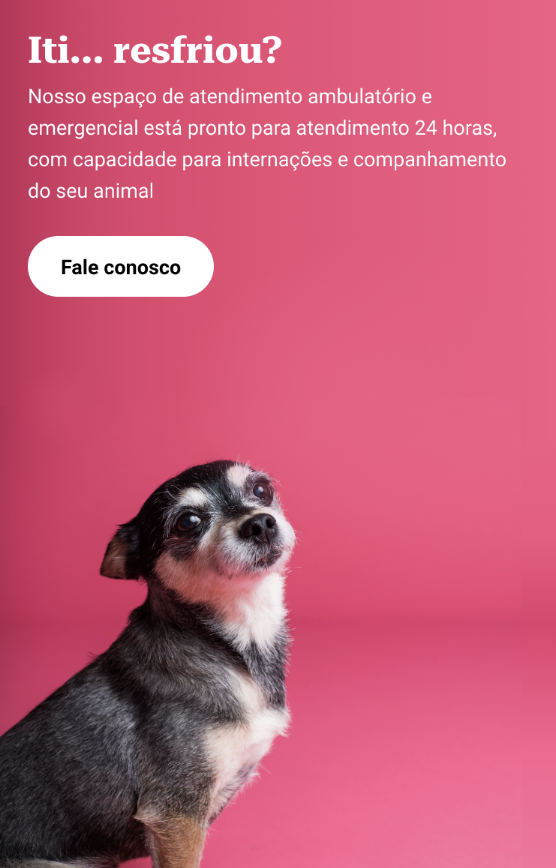 Iti... resfriou?
Nosso espaço de atendimento ambulatório e
emergencial está pronto para atendimento 24 horas,
com capacidade para internações e companhamento
do seu animal
Fale conosco